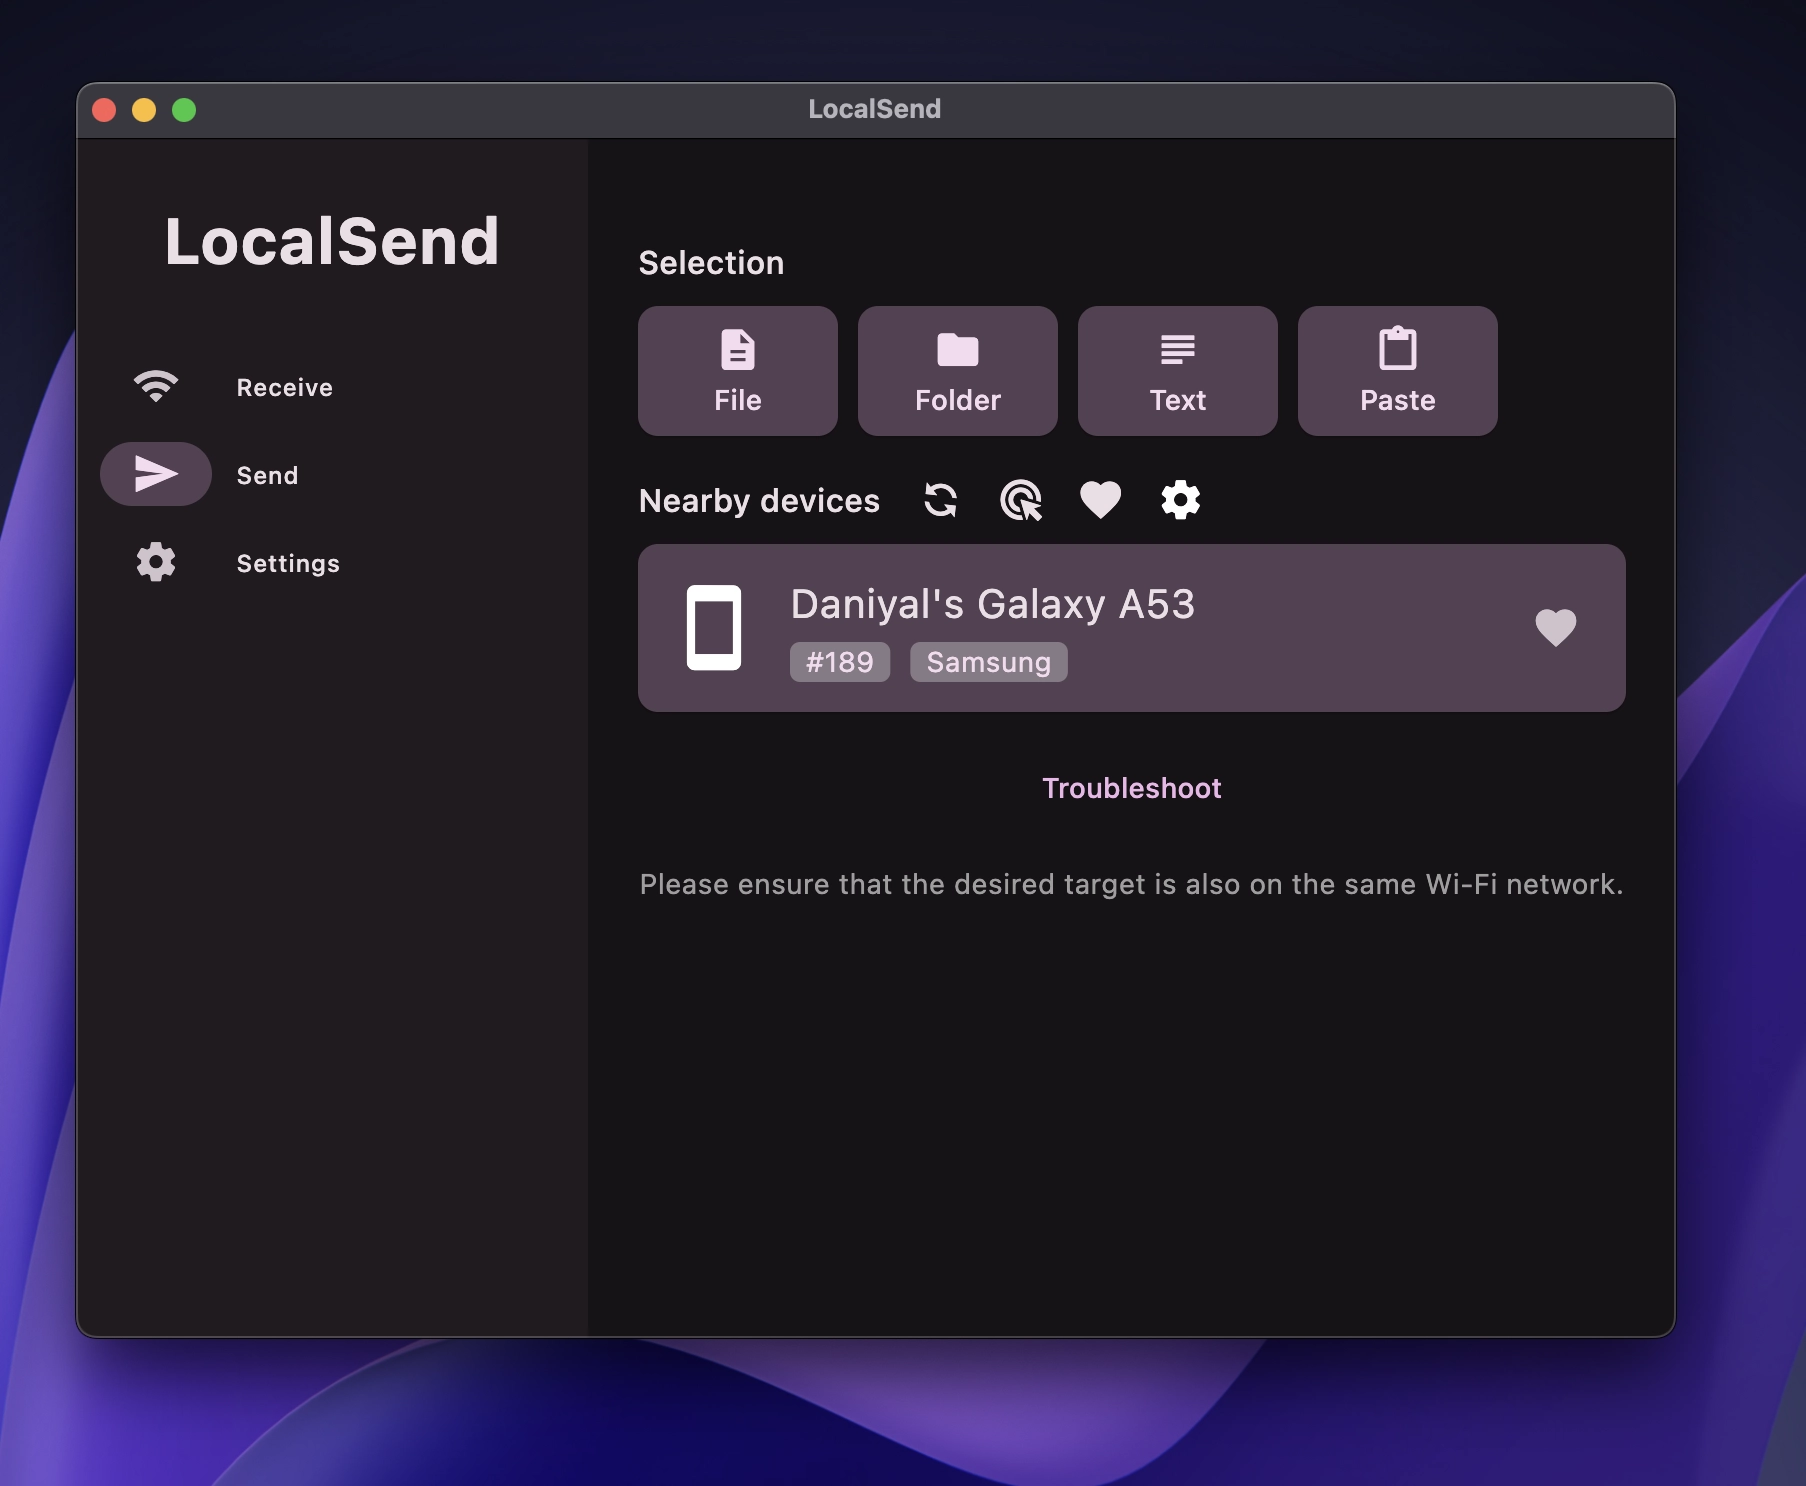 LocalSend
LocalSend
Receive
Send
Settings
Selection
File
Folder
Text
Paste
Nearby devices
Daniyal's Galaxy A53
#189
Samsung
Troubleshoot
Please ensure that the desired target is also on the same Wi-Fi network.